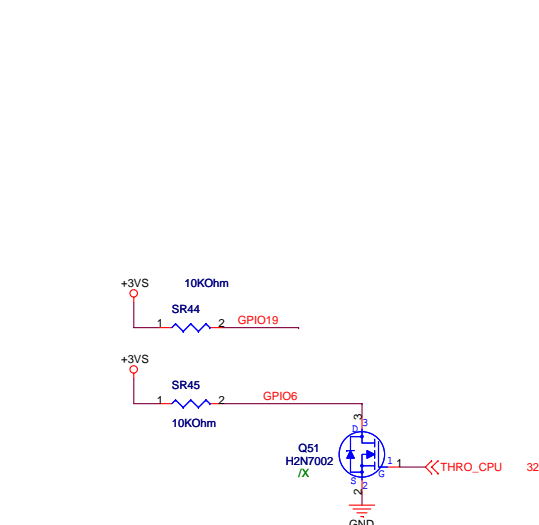 +3VS 10KOhm
SR44
1 2 GPIO19
+3VS
SR45
1 2 GPIO6
10KOhm
3
D 3
Q51
H2N7002
/X
1 1 THRO_CPU 32
S G
2 2
GND